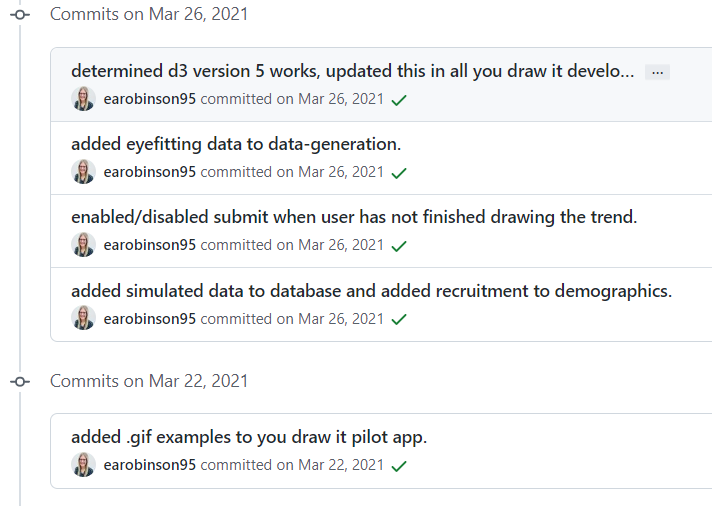 Commits on Mar 26, 2021
determined d3 version 5 works, updated this in all you draw it develo... ...
earobinson95 committed on Mar 26, 2021
added eyefitting data to data-generation.
earobinson95 committed on Mar 26, 2021
enabled/disabled submit when user has not finished drawing the trend.
earobinson95 committed on Mar 26, 2021
added simulated data to database and added recruitment to demographics.
earobinson95 committed on Mar 26, 2021
Commits on Mar 22, 2021
added .gif examples to you draw it pilot app.
earobinson95 committed on Mar 22, 2021